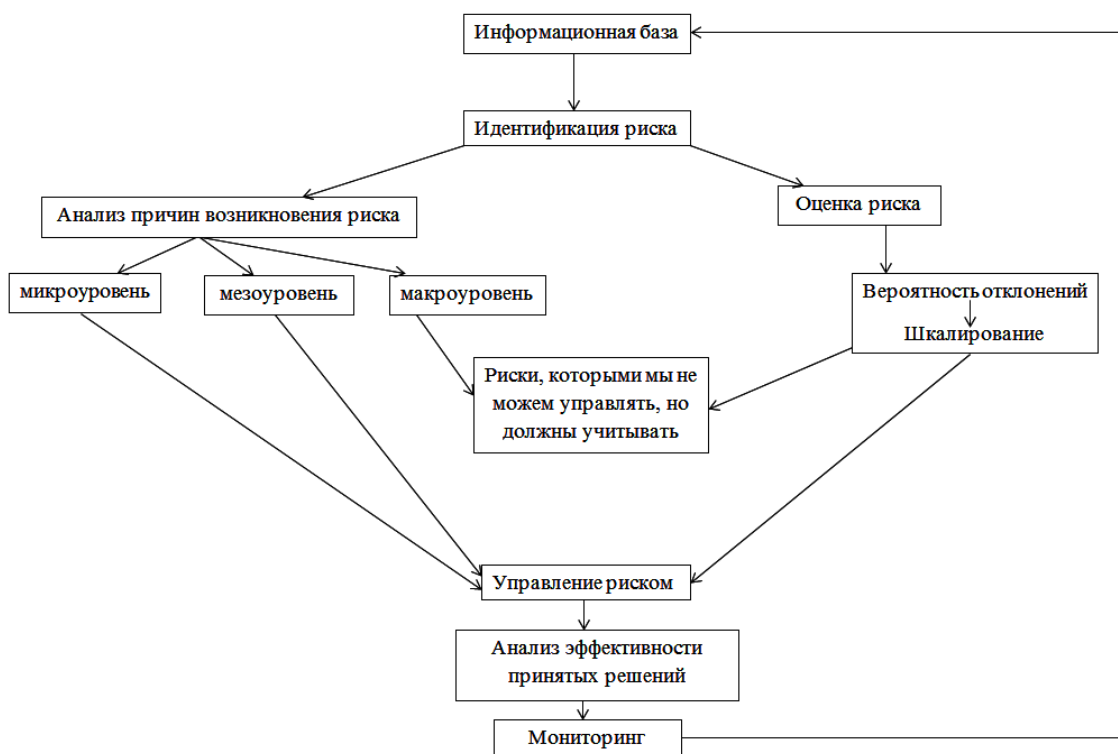 Информационная база
Идентификация риска
Анализ причин возникновения риска
Оценка риска
микроуровень
мезоуровень
макроуровень
Вероятность отклонений
Шкалирование
Риски, которыми мы не
можем управлять, но
должны учитывать
Управление риском
Анализ эффективности
принятых решений
Мониторинг